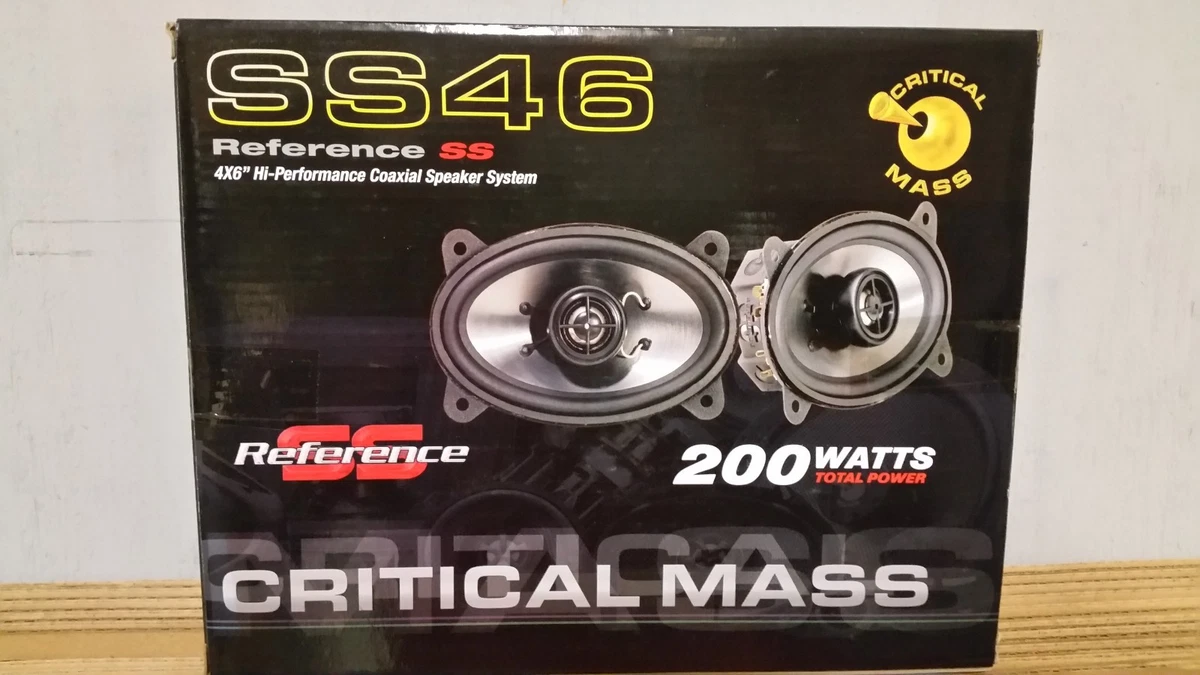 SS46
Reference SS
4X6” Hi-Performance Coaxial Speaker System
CRITICAL
MASS
Reference SS
200 WATTS
TOTAL POWER
CRITICAL MASS